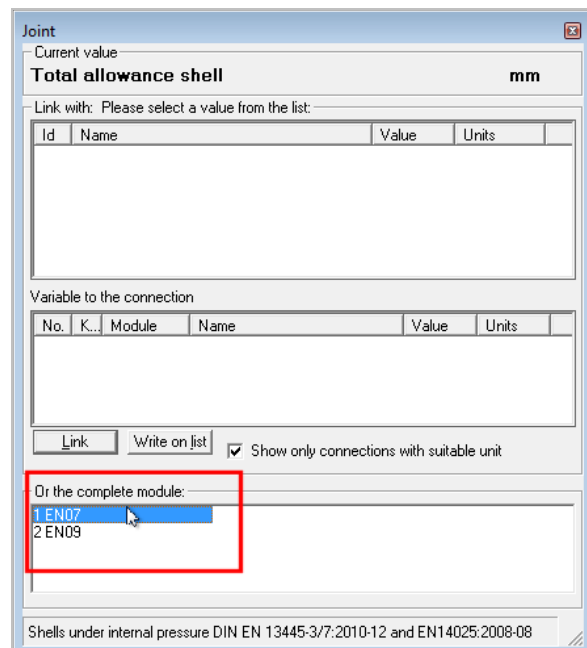 Joint
Current value
Total allowance shell mm
Link with: Please select a value from the list:
Id Name Value Units
Variable to the connection
No. K... Module Name Value Units
Link Write on list Show only connections with suitable unit
Or the complete module:
1 EN07
2 EN09
Shells under internal pressure DIN EN 13445-3/7:2010-12 and EN14025:2008-08